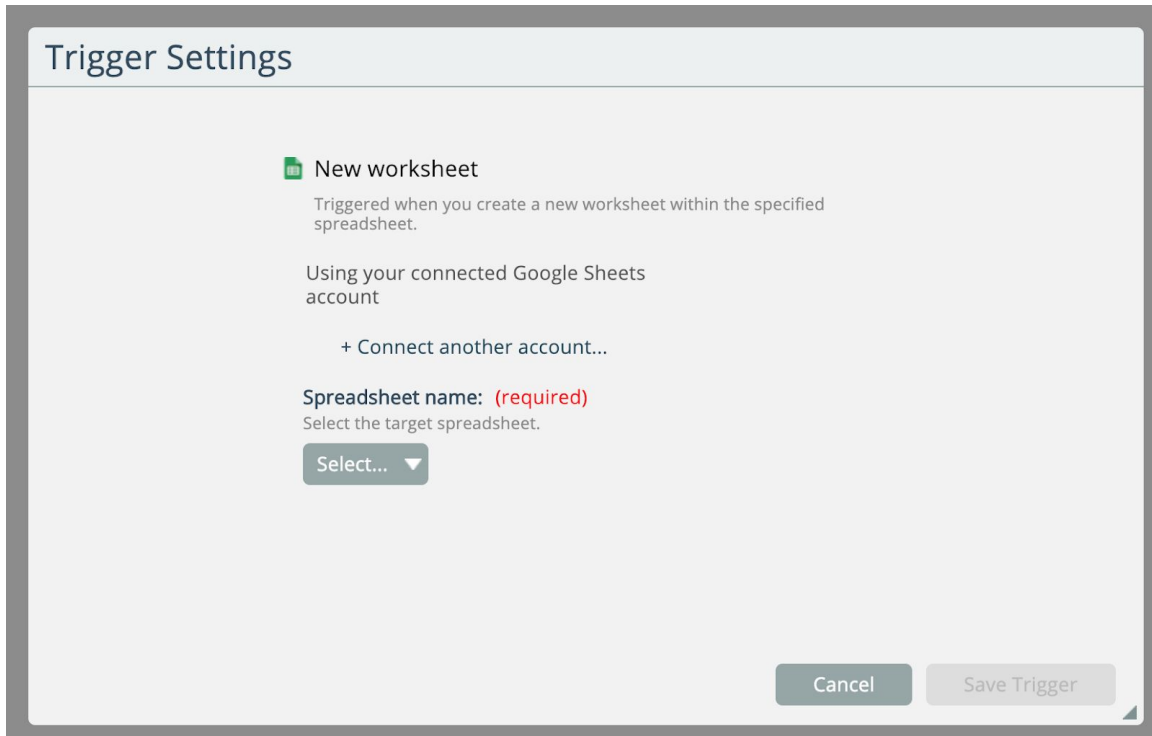 Trigger Settings
New worksheet
Triggered when you create a new worksheet within the specified
spreadsheet.
Using your connected Google Sheets
account
+ Connect another account...
Spreadsheet name: (required)
Select the target spreadsheet.
Select...
Cancel
Save Trigger